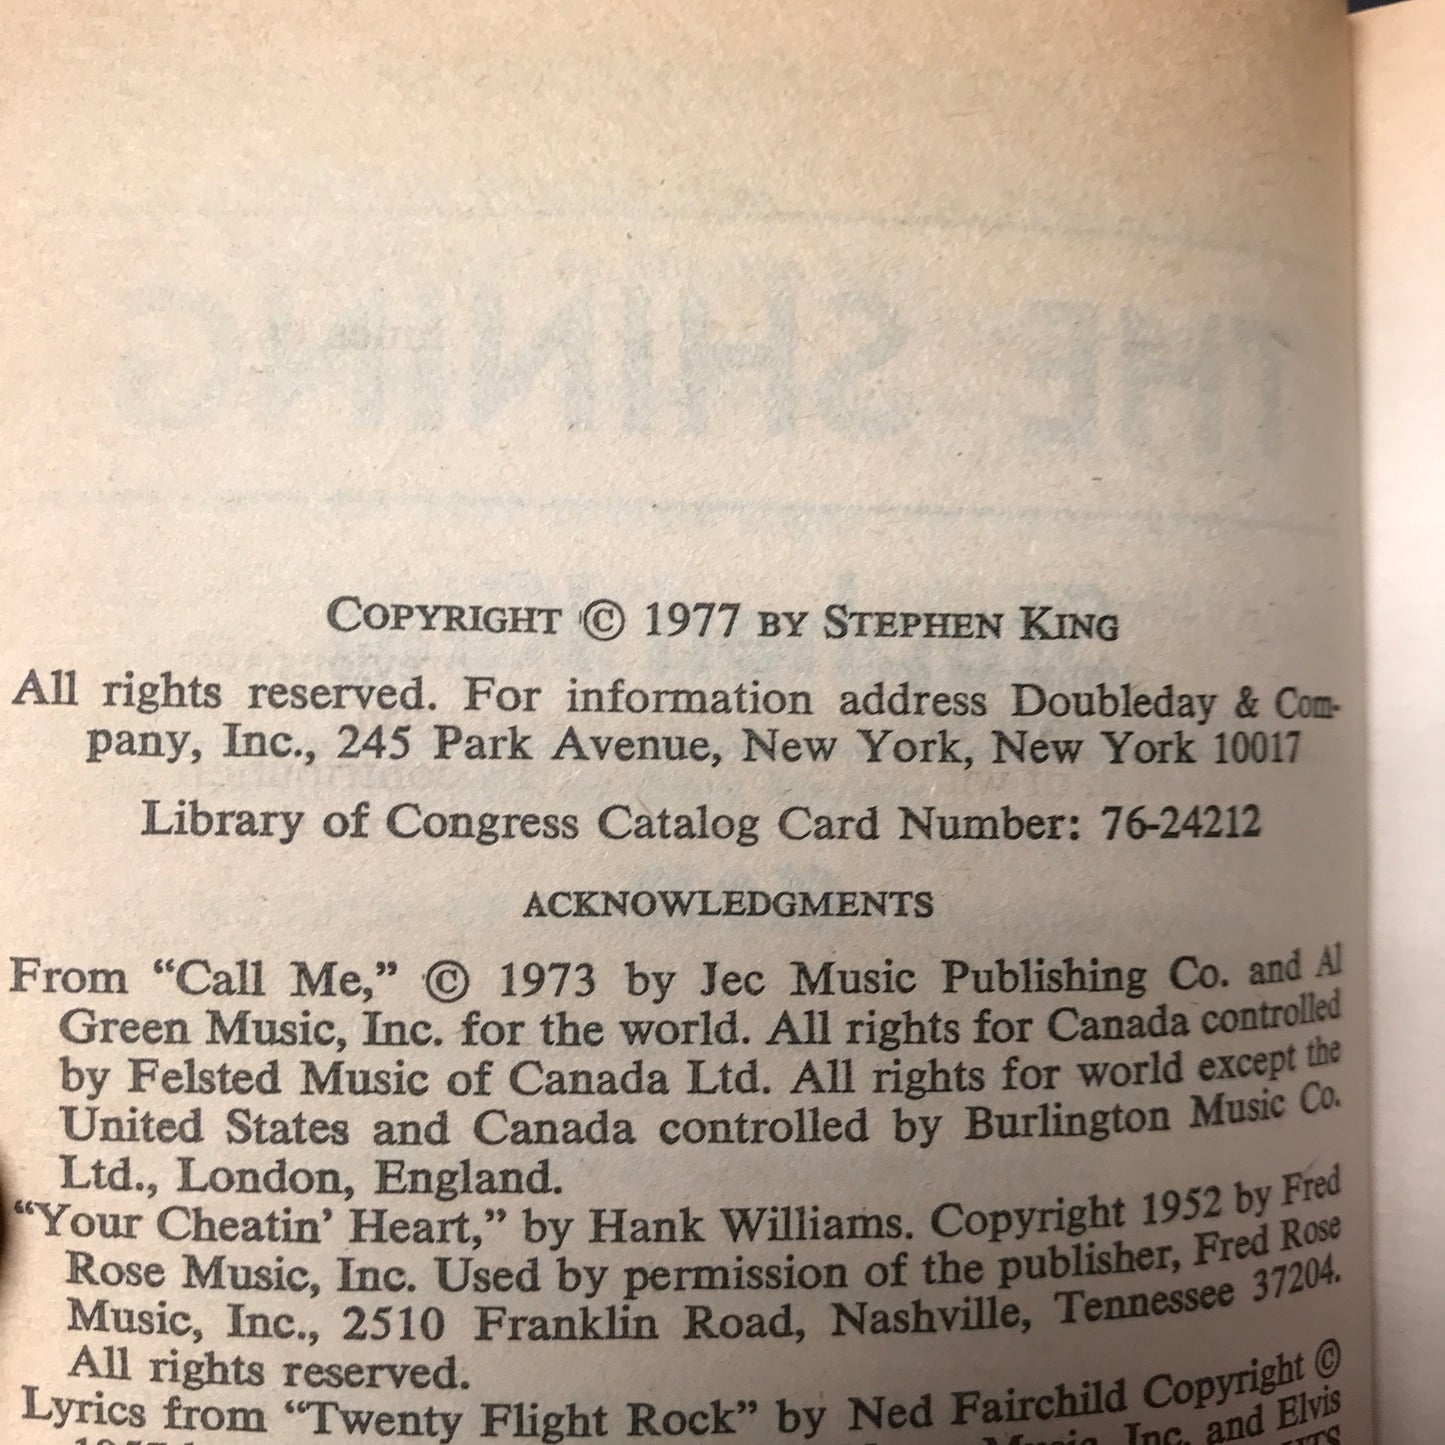 THE SHINING
COPYRIGHT © 1977 BY STEPHEN KING
All rights reserved. For information address Doubleday & Com-
pany, Inc., 245 Park Avenue, New York, New York 10017
Library of Congress Catalog Card Number: 76-24212
ACKNOWLEDGMENTS
From “Call Me,” © 1973 by Jec Music Publishing Co. and Al
Green Music, Inc. for the world. All rights for Canada controlled
by Felsted Music of Canada Ltd. All rights for world except the
United States and Canada controlled by Burlington Music Co.
Ltd., London, England.
“Your Cheatin’ Heart,” by Hank Williams. Copyright 1952 by Fred
Rose Music, Inc. Used by permission of the publisher, Fred Rose
Music, Inc., 2510 Franklin Road, Nashville, Tennessee 37204.
All rights reserved.
Lyrics from “Twenty Flight Rock” by Ned Fairchild Copyright ©
Music, Inc. and Elvis